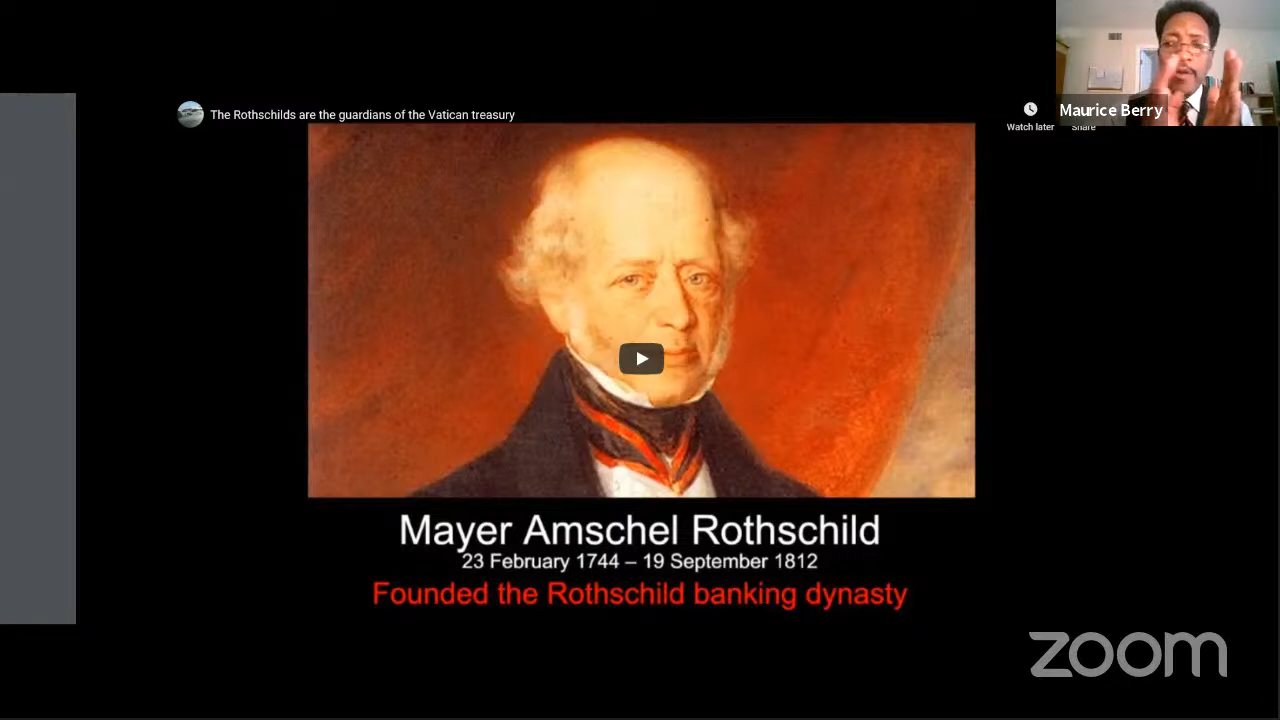 The Rothschilds are the guardians of the Vatican treasury
Watch later
Share
Maurice Berry
Mayer Amschel Rothschild
23 February 1744 – 19 September 1812
Founded the Rothschild banking dynasty
zoom